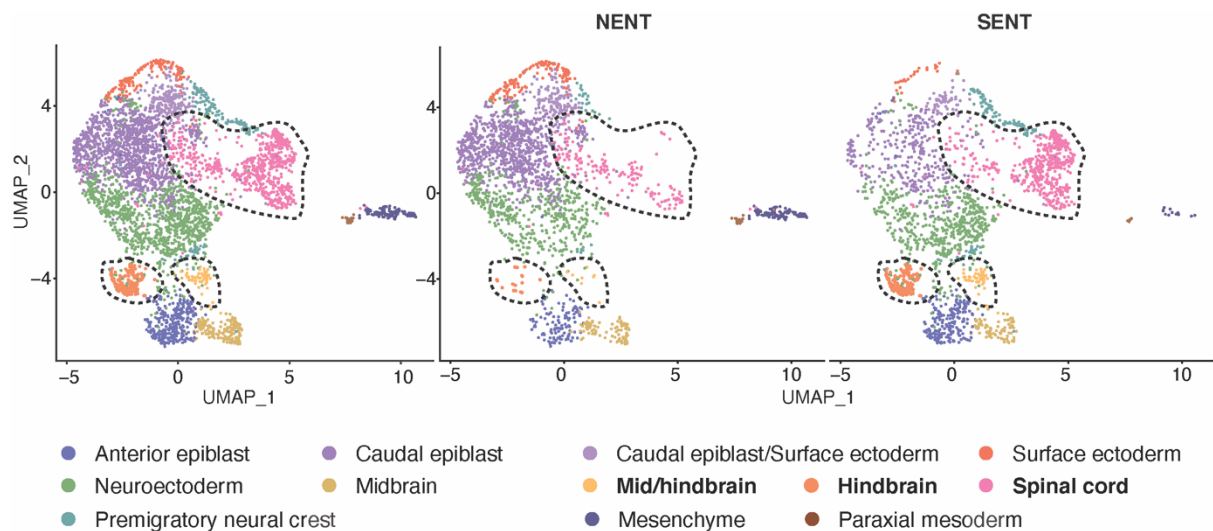 NENT SENT
4 4 4
UMAP_2
0 0 0
−4 −4 −4
−5 0 5 10 −5 0 5 10 −5 0 5 10
UMAP_1 UMAP_1
Anterior epiblast Caudal epiblast Caudal epiblast/Surface ectoderm Surface ectoderm
Neuroectoderm Midbrain Mid/hindbrain Hindbrain Spinal cord
Premigratory neural crest Mesenchyme Paraxial mesoderm